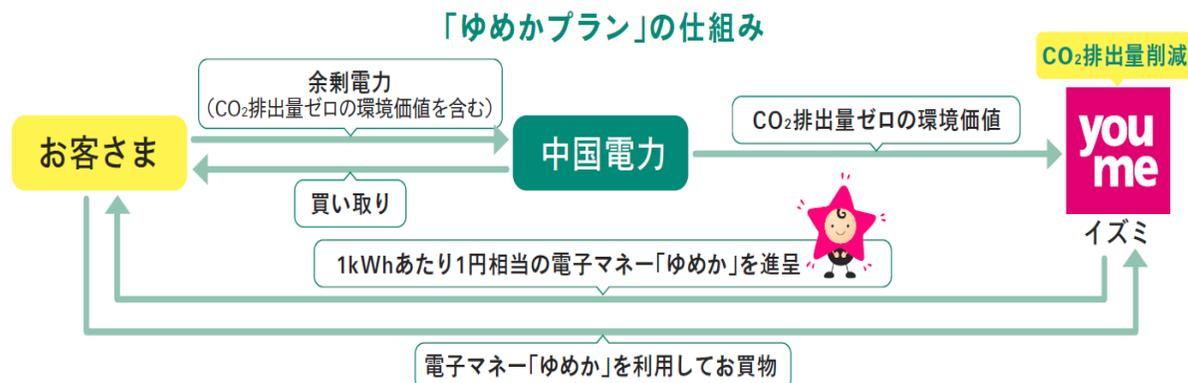 「ゆめかプラン」の仕組み
CO₂排出量削減
余剰電力
(CO₂排出量ゼロの環境価値を含む)
CO₂排出量ゼロの環境価値
you
me
お客さま
中国電力
買い取り
イズミ
1kWhあたり1円相当の電子マネー「ゆめか」を進呈
電子マネー「ゆめか」を利用してお買物